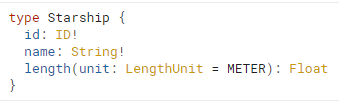 type Starship {
  id: ID!
  name: String!
  length(unit: LengthUnit = METER): Float
}